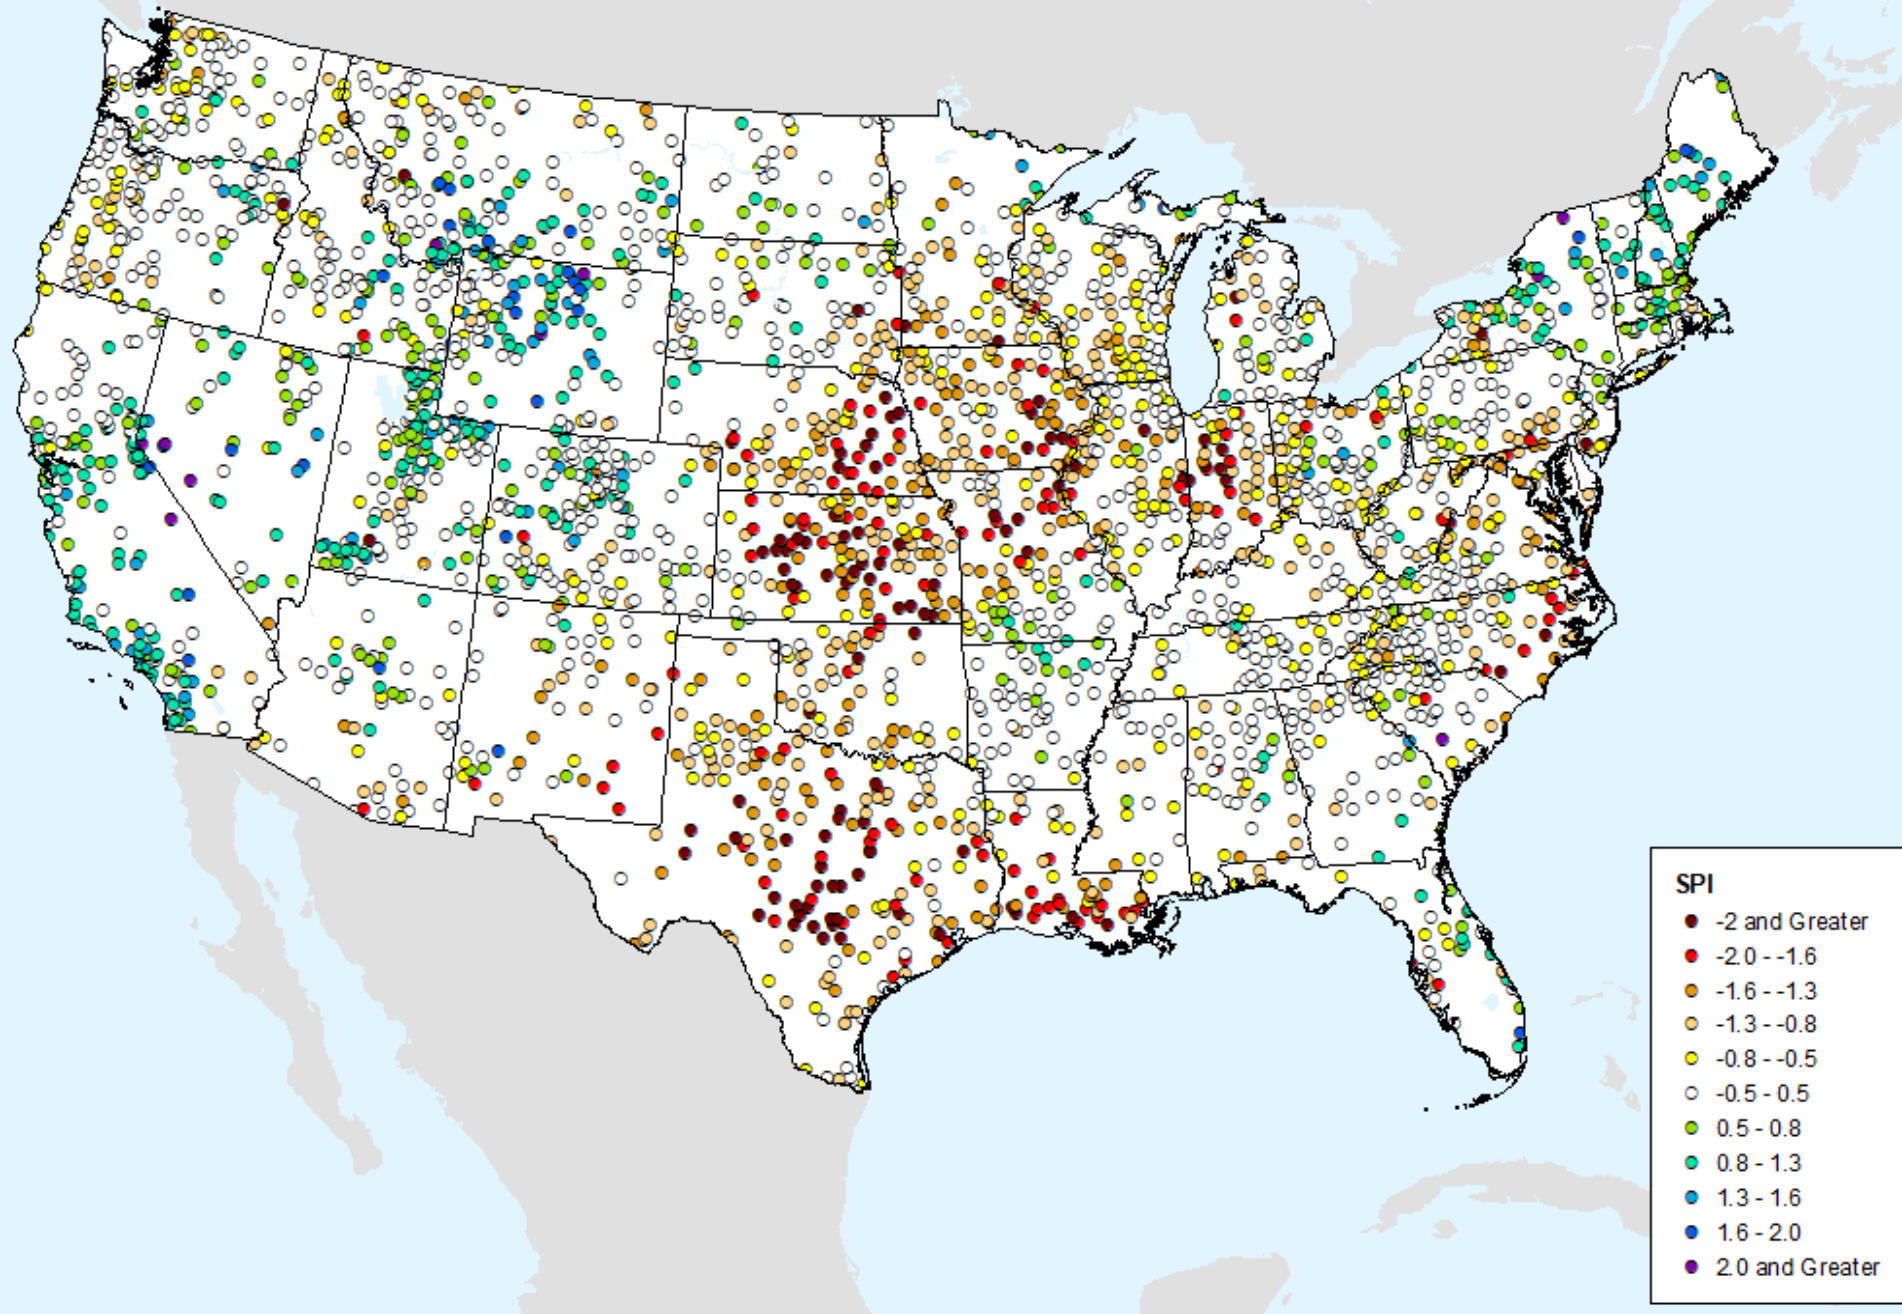 SPI
-2 and Greater
-2.0 - -1.6
-1.6 - -1.3
-1.3 - -0.8
-0.8 - -0.5
-0.5 - 0.5
0.5 - 0.8
0.8 - 1.3
1.3 - 1.6
1.6 - 2.0
2.0 and Greater